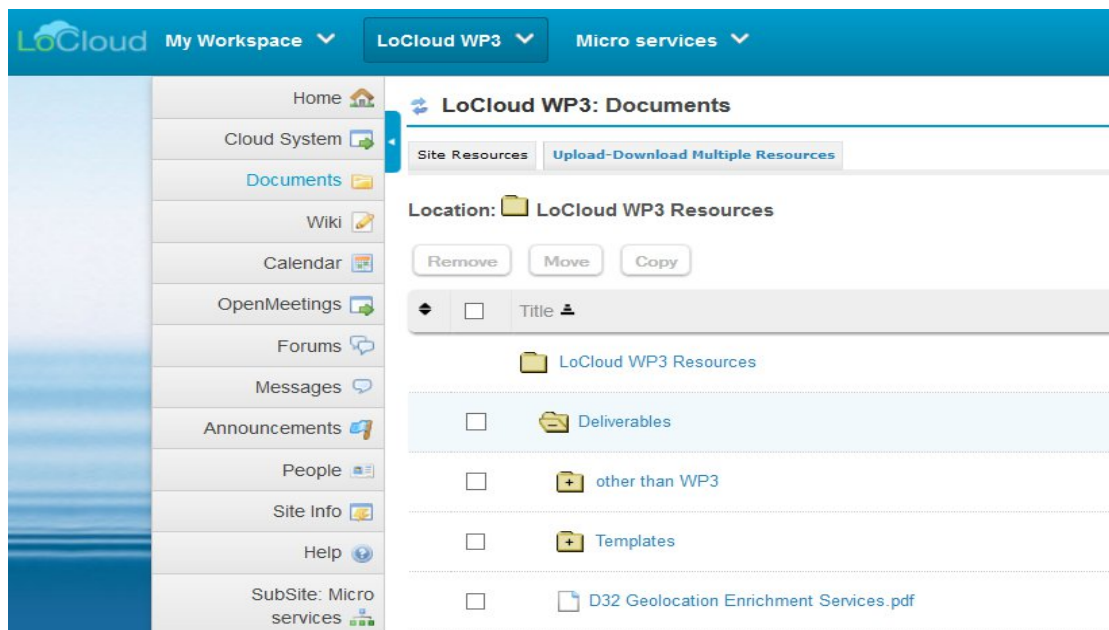 LoCloud My Workspace LoCloud WP3 Micro services
Home
Cloud System
Documents
Wiki
Calendar
OpenMeetings
Forums
Messages
Announcements
People
Site Info
Help
SubSite: Micro
services
LoCloud WP3: Documents
Site Resources Upload-Download Multiple Resources
Location: LoCloud WP3 Resources
Remove Move Copy
Title
LoCloud WP3 Resources
Deliverables
other than WP3
Templates
D32 Geolocation Enrichment Services.pdf